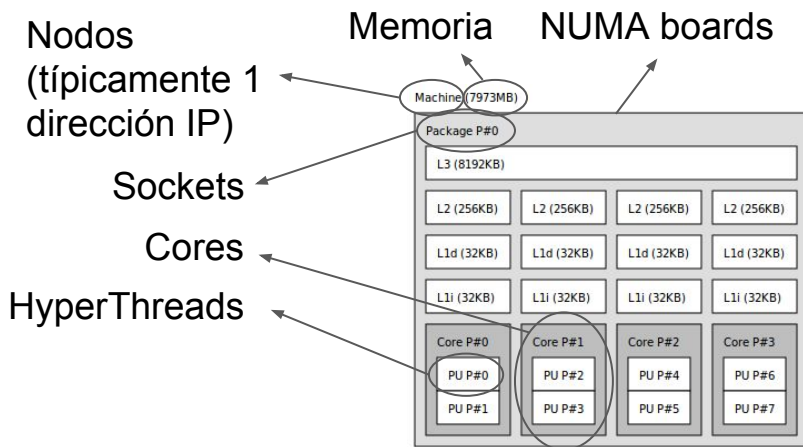 Nodos
(típicamente 1
dirección IP)
Memoria
NUMA boards
Sockets
Cores
HyperThreads
Machine (7973MB)
Package P#0
L3 (8192KB)
L2 (256KB) L2 (256KB) L2 (256KB) L2 (256KB)
L1d (32KB) L1d (32KB) L1d (32KB) L1d (32KB)
L1i (32KB) L1i (32KB) L1i (32KB) L1i (32KB)
Core P#0 Core P#1 Core P#2 Core P#3
PU P#0 PU P#2 PU P#4 PU P#6
PU P#1 PU P#3 PU P#5 PU P#7